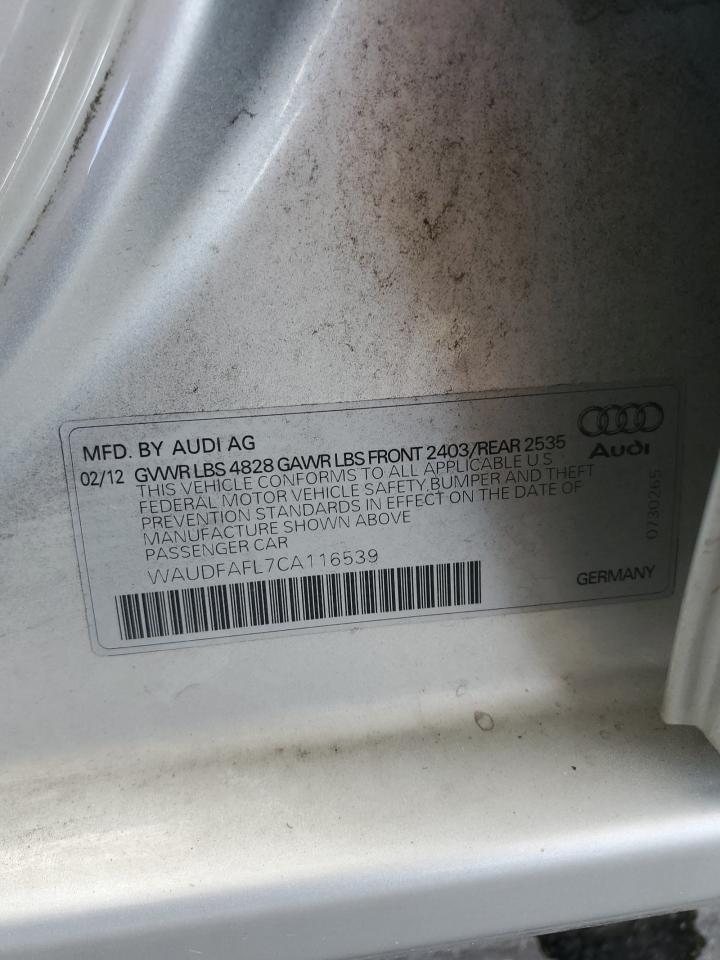 MFD. BY AUDI AG
02/12 GVWR LBS 4828 GAWR LBS FRONT 2403/REAR 2535
THIS VEHICLE CONFORMS TO ALL APPLICABLE U S
FEDERAL MOTOR VEHICLE SAFETY, BUMPER AND THEFT
PREVENTION STANDARDS IN EFFECT ON THE DATE OF
MANUFACTURE SHOWN ABOVE
PASSENGER CAR
WAUDFAFL7CA116539
Audi
0730265
GERMANY